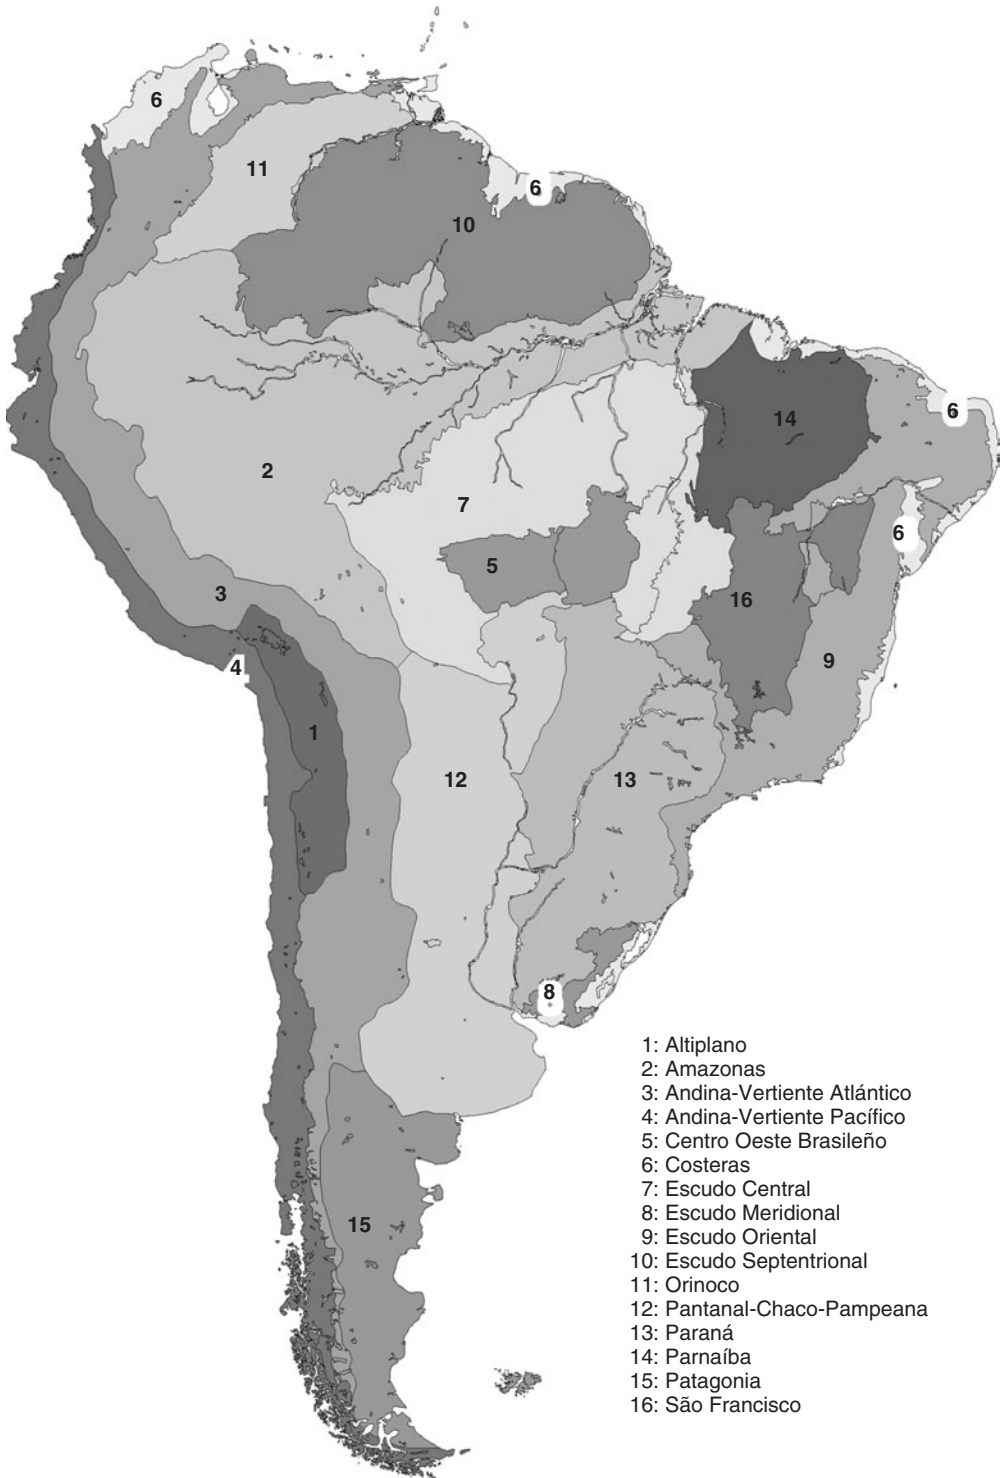 6
11
6
10
6
14
2
7
6
5
3
16
9
4
1
12
13
8
15
1: Altiplano
2: Amazonas
3: Andina-Vertiente Atlántico
4: Andina-Vertiente Pacífico
5: Centro Oeste Brasileño
6: Costeras
7: Escudo Central
8: Escudo Meridional
9: Escudo Oriental
10: Escudo Septentrional
11: Orinoco
12: Pantanal-Chaco-Pampeana
13: Paraná
14: Parnaíba
15: Patagonia
16: São Francisco